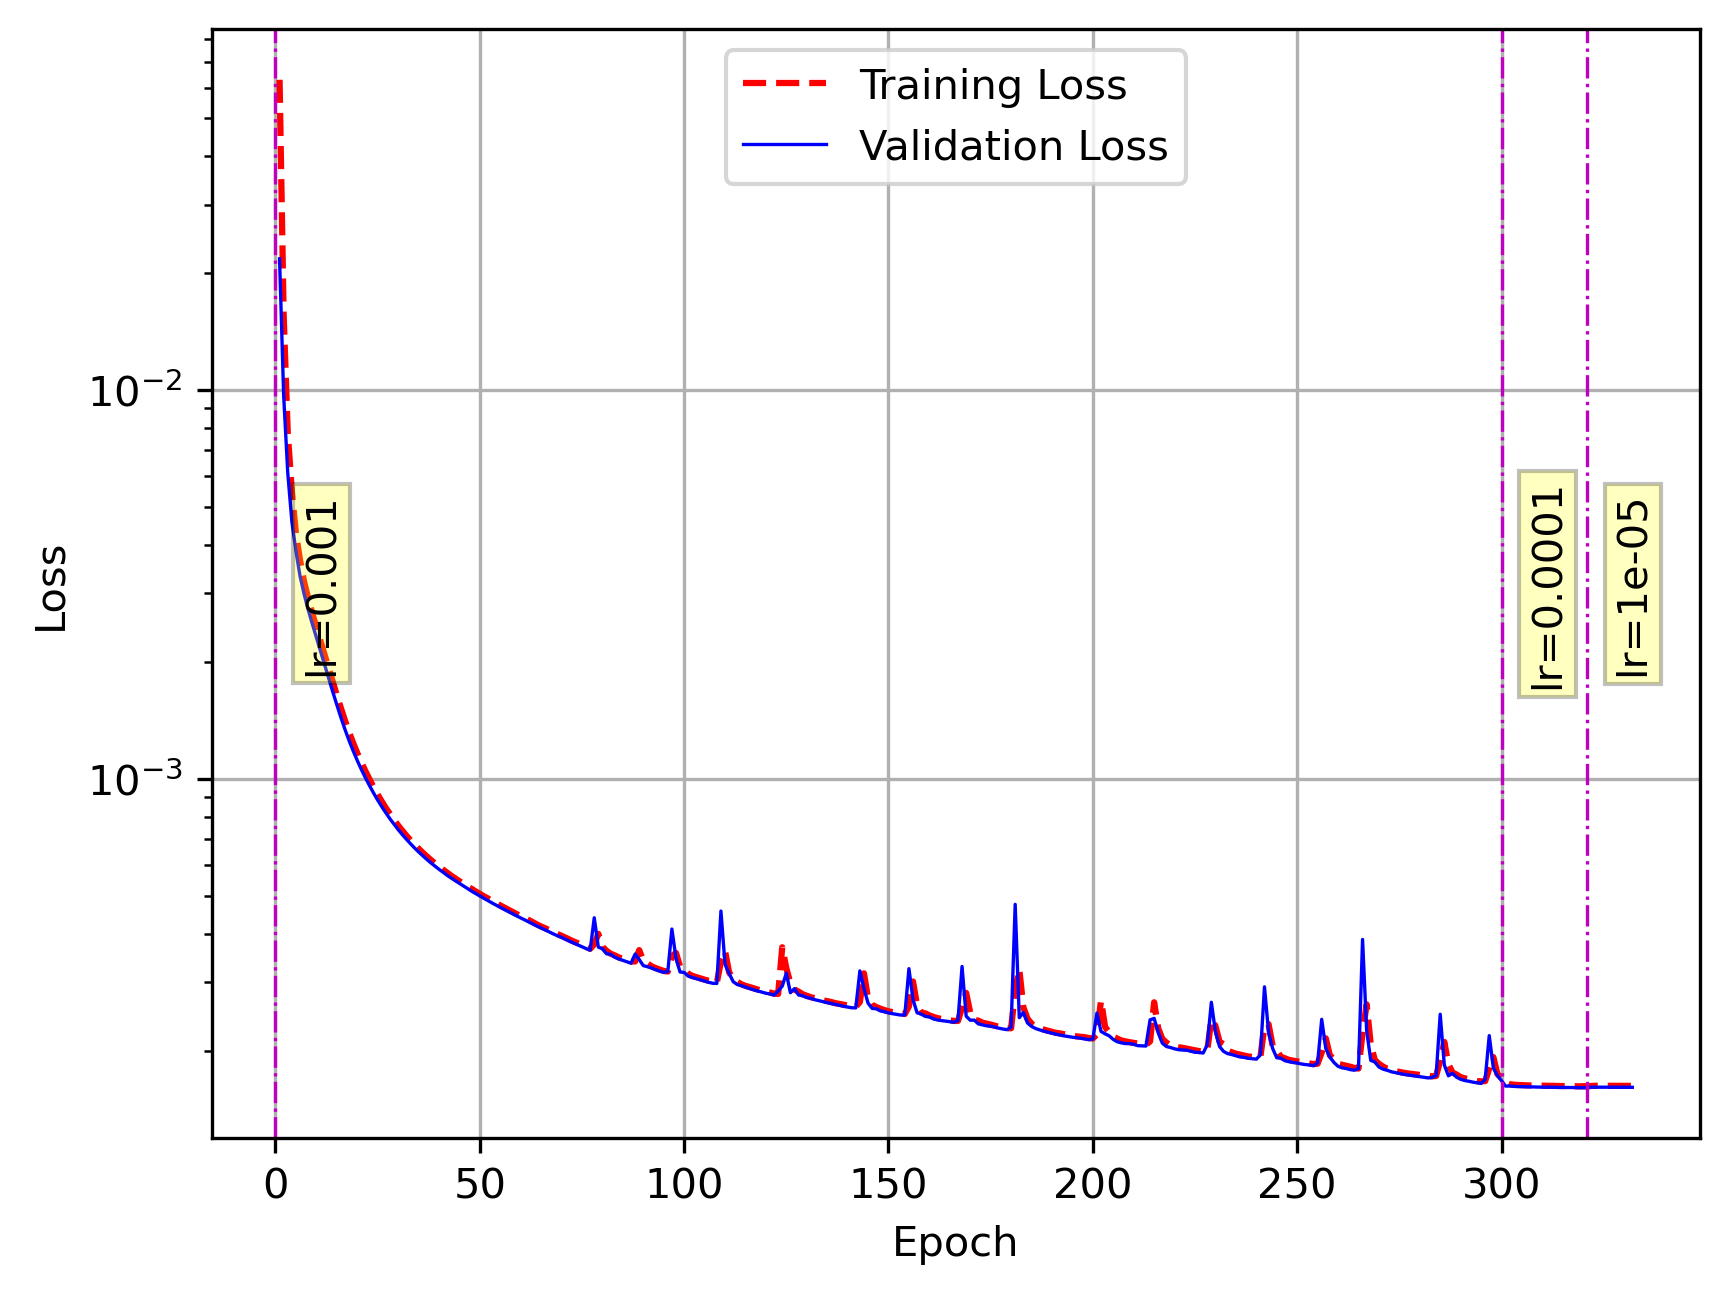 Training Loss
Validation Loss
Loss
10⁻²
10⁻³
lr=0.001
lr=0.0001
lr=1e-05
0 50 100 150 200 250 300
Epoch